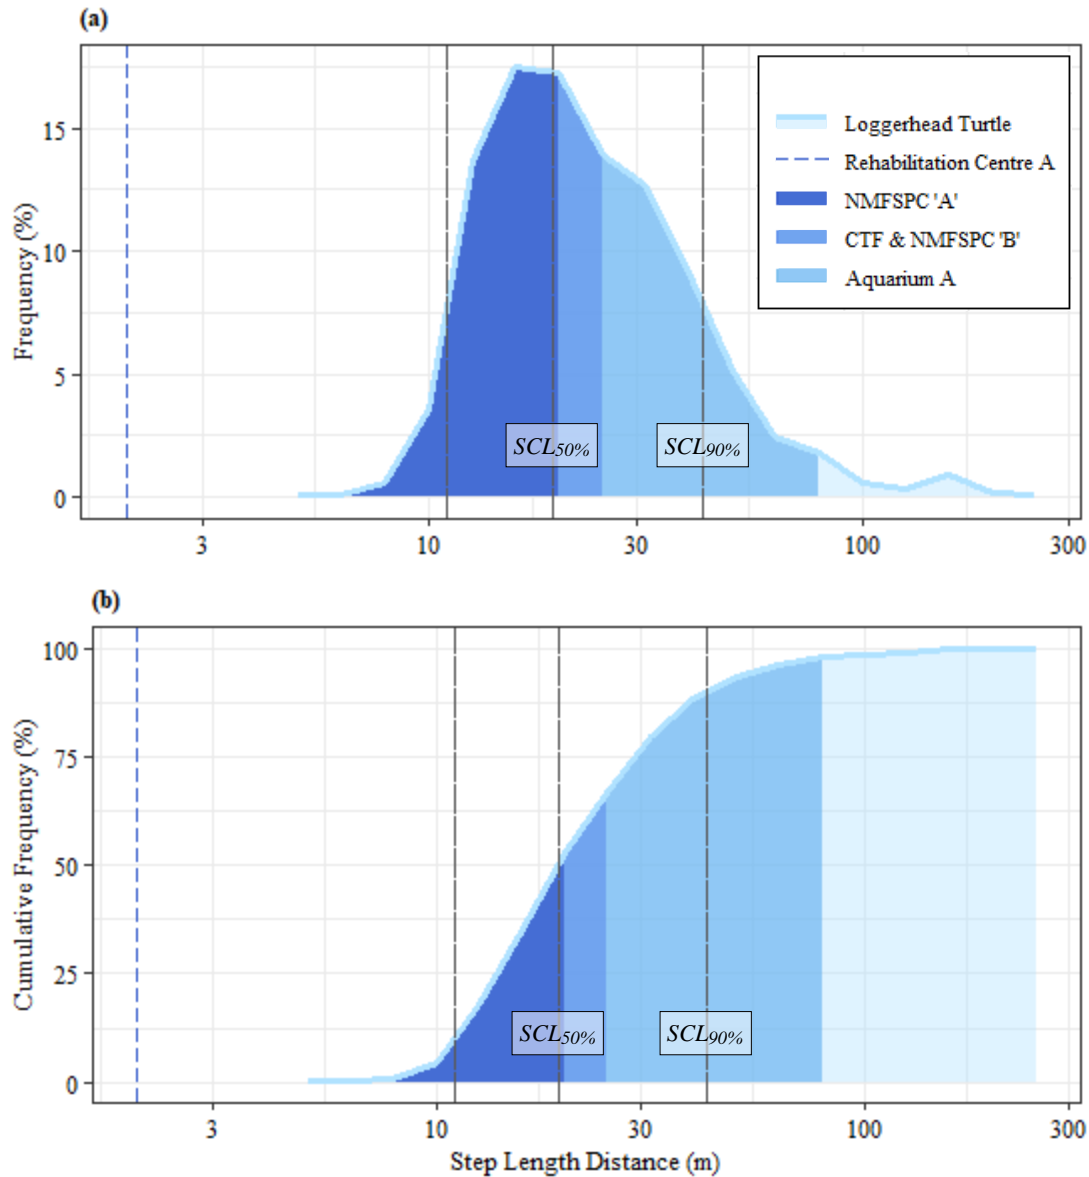 (a)
Frequency (%)
15
10
5
0
Loggerhead Turtle
Rehabilitation Centre A
NMFSPC 'A'
CTF & NMFSPC 'B'
Aquarium A
SCL50%
SCL90%
3
10
30
100
300
(b)
Cumulative Frequency (%)
100
75
50
25
0
SCL50%
SCL90%
3
10
30
100
300
Step Length Distance (m)